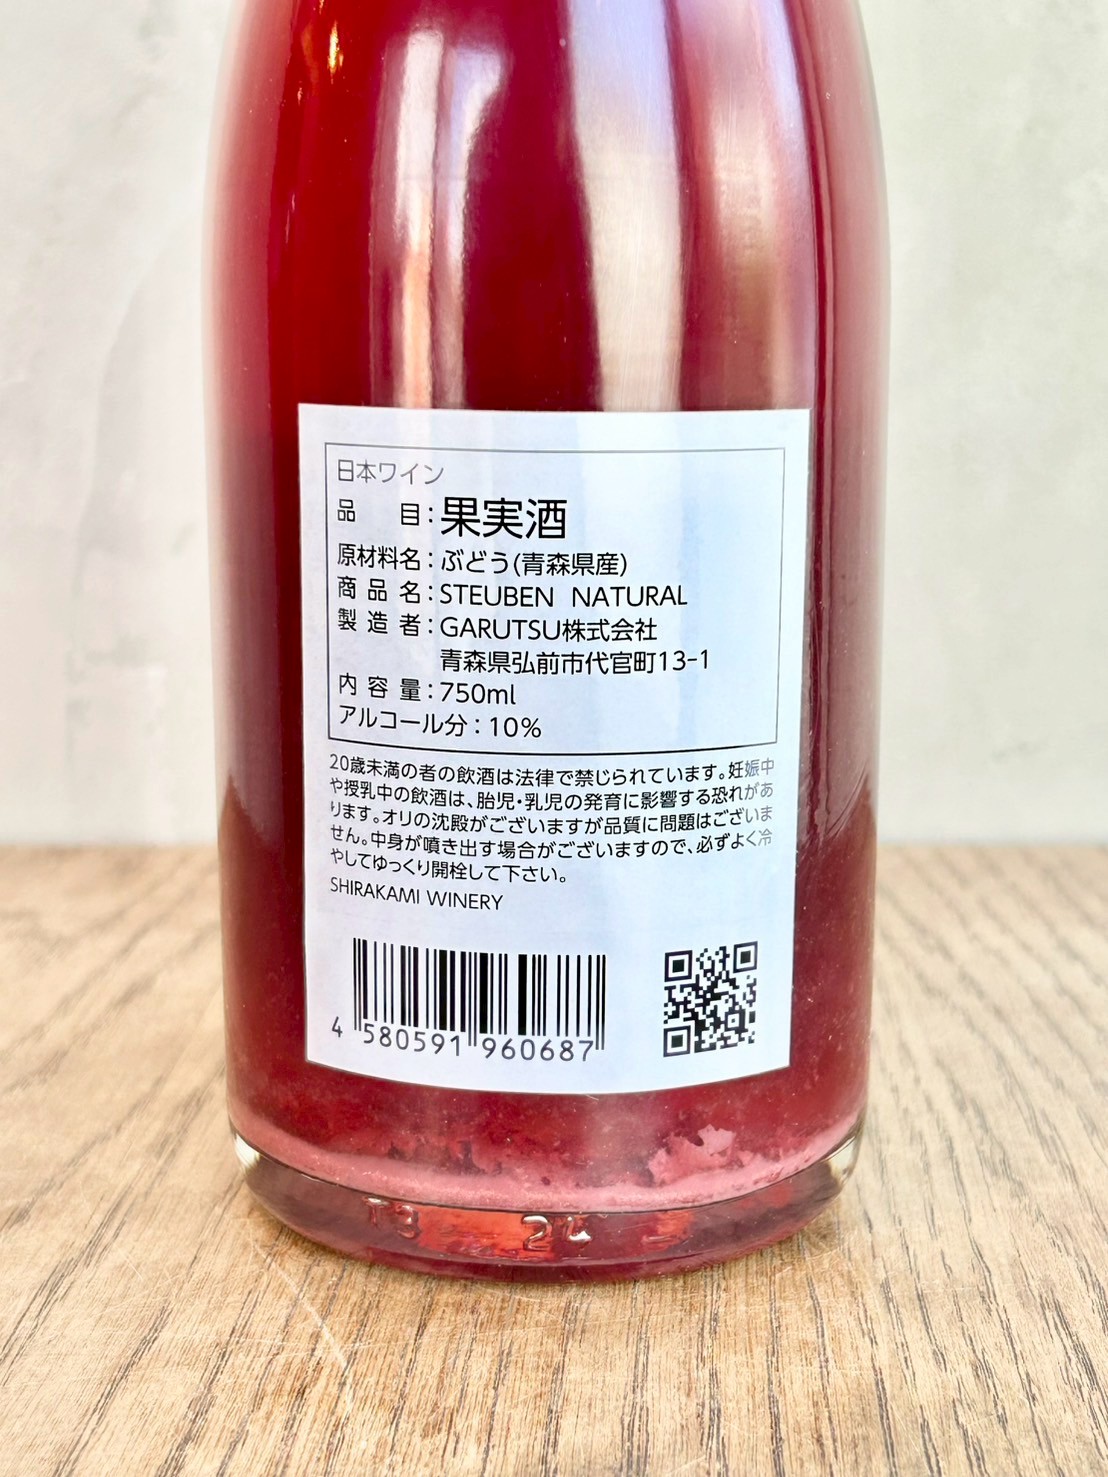 日本ワイン
品 目：果実酒
原材料名：ぶどう(青森県産)
商品名：STEUBEN NATURAL
製造者：GARUTSU株式会社
青森県弘前市代官町13-1
内容量：750ml
アルコール分：10%
20歳未満の者の飲酒は法律で禁じられています。妊娠中
や授乳中の飲酒は、胎児・乳児の発育に影響する恐れがあ
ります。オリの沈殿がございますが品質に問題はございま
せん。中身が噴き出す場合がございますので、必ずよく冷
やしてゆっくり開栓して下さい。
SHIRAKAMI WINERY
4 580591 960687
T3 24